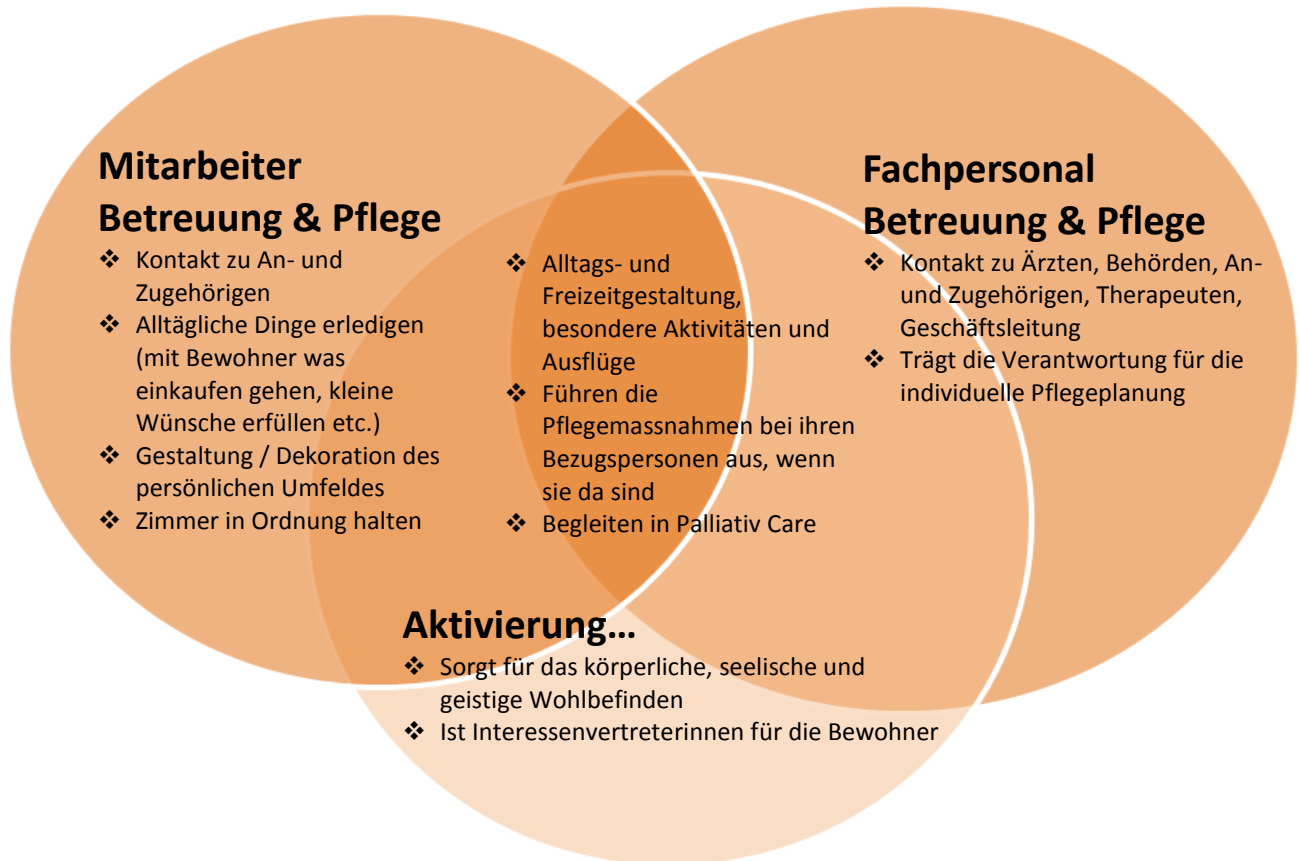 Mitarbeiter
Betreuung & Pflege
❖ Kontakt zu An- und
Zugehörigen
❖ Alltägliche Dinge erledigen
(mit Bewohner was
einkaufen gehen, kleine
Wünsche erfüllen etc.)
❖ Gestaltung / Dekoration des
persönlichen Umfeldes
❖ Zimmer in Ordnung halten
❖ Alltags- und
Freizeitgestaltung,
besondere Aktivitäten und
Ausflüge
❖ Führen die
Pflegemassnahmen bei ihren
Bezugspersonen aus, wenn
sie da sind
❖ Begleiten in Palliativ Care
Fachpersonal
Betreuung & Pflege
❖ Kontakt zu Ärzten, Behörden, An-
und Zugehörigen, Therapeuten,
Geschäftsleitung
❖ Trägt die Verantwortung für die
individuelle Pflegeplanung
Aktivierung…
❖ Sorgt für das körperliche, seelische und
geistige Wohlbefinden
❖ Ist Interessenvertreterinnen für die Bewohner